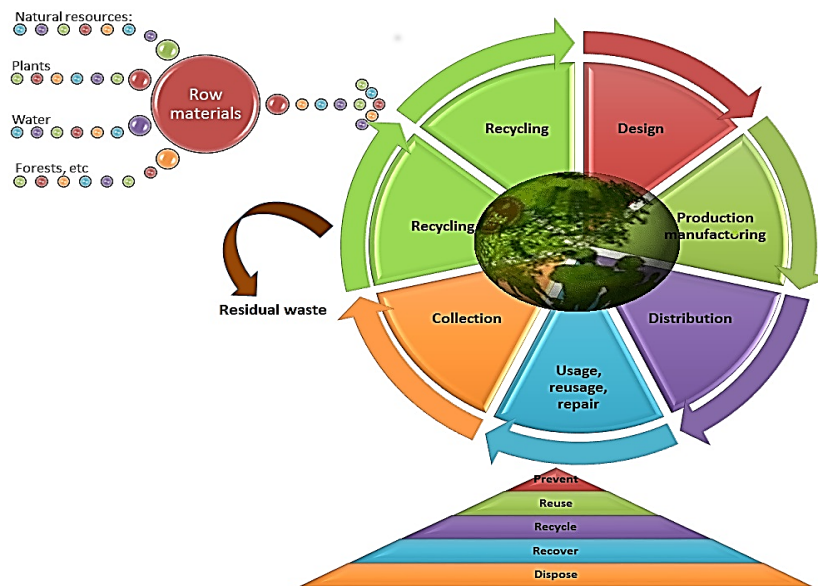 Natural resources:
Plants
Water
Forests, etc
Row
materials
Recycling
Design
Recycling
Production
manufactoring
Residual waste
Collection
Distribution
Usage,
reusage,
repair
Prevent
Reuse
Recycle
Recover
Dispose